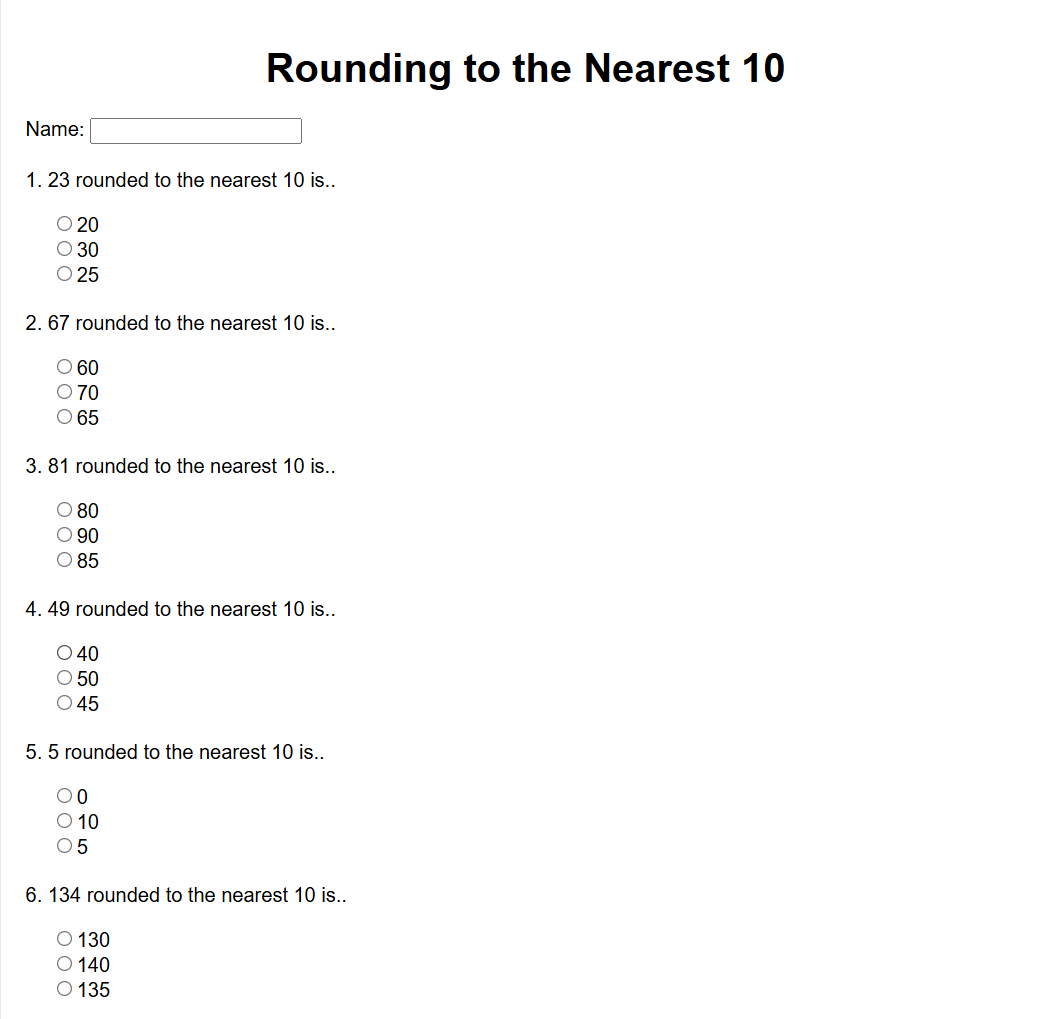 Rounding to the Nearest 10
Name:
1. 23 rounded to the nearest 10 is..
20
30
25
2. 67 rounded to the nearest 10 is..
60
70
65
3. 81 rounded to the nearest 10 is..
80
90
85
4. 49 rounded to the nearest 10 is..
40
50
45
5. 5 rounded to the nearest 10 is..
0
10
5
6. 134 rounded to the nearest 10 is..
130
140
135